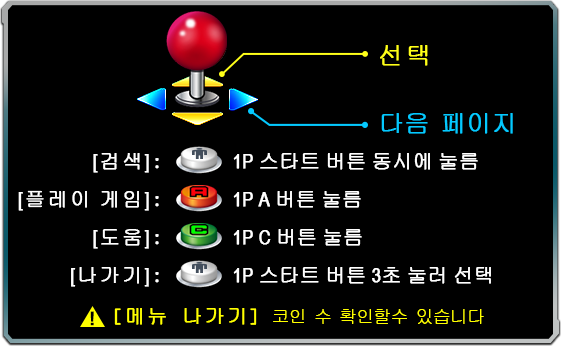 선택
다음 페이지
[검색]: 1P 스타트 버튼 동시에 눌름
[플레이 게임]: A 1P A 버튼 눌름
[도움]: C 1P C 버튼 눌름
[나가기]: 1P 스타트 버튼 3초 눌러 선택
[메뉴 나가기] 코인 수 확인할수 있습니다